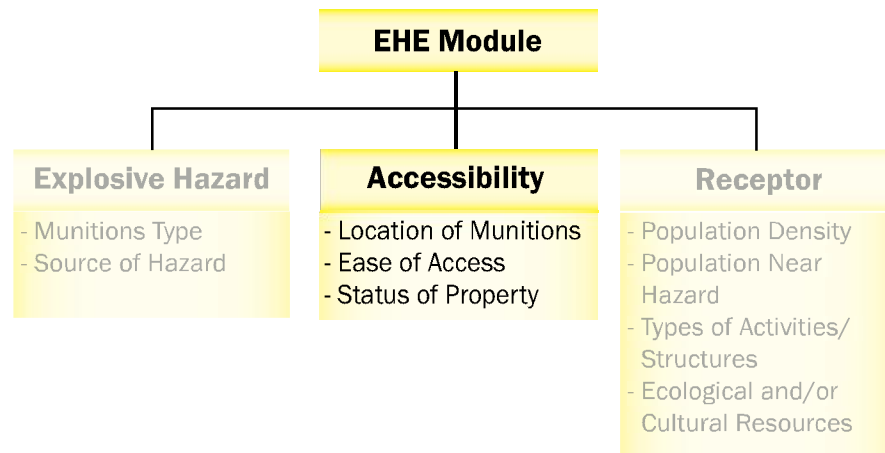 EHE Module
Explosive Hazard
- Munitions Type
- Source of Hazard
Accessibility
- Location of Munitions
- Ease of Access
- Status of Property
Receptor
- Population Density
- Population Near
Hazard
- Types of Activities/
Structures
- Ecological and/or
Cultural Resources